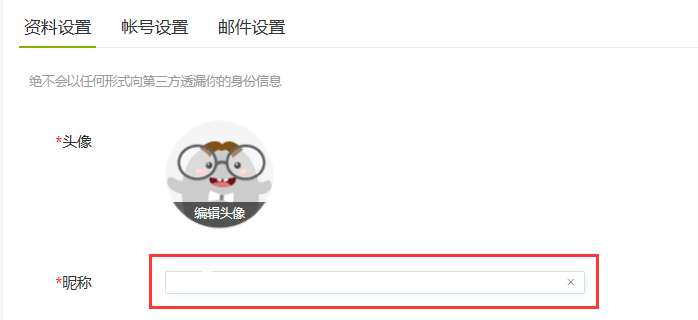 资料设置 帐号设置 邮件设置
绝不会以任何形式向第三方透漏你的身份信息
*头像
编辑头像
*昵称 ×